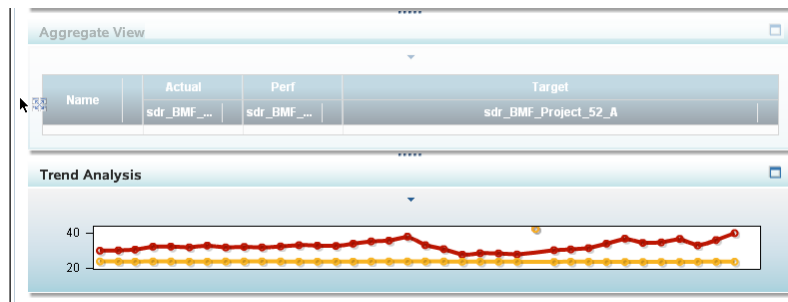 Aggregate View
Actual Perf Target
Name
sdr_BMF_... sdr_BMF_... sdr_BMF_Project_52_A
Trend Analysis
40
20